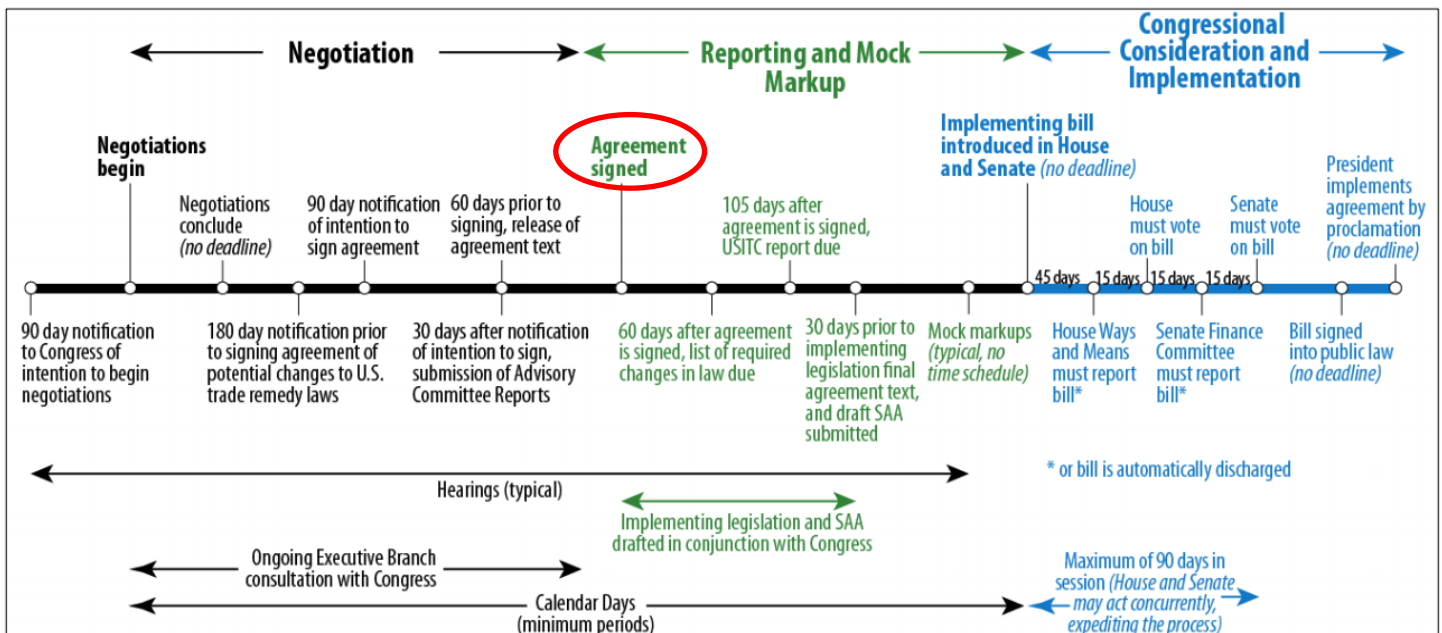 Negotiation
Reporting and Mock
Markup
Congressional
Consideration and
Implementation
Negotiations
begin
Agreement
signed
Implementing bill
introduced in House
and Senate (no deadline)
Negotiations
conclude
(no deadline)
90 day notification
of intention to
sign agreement
60 days prior to
signing, release of
agreement text
105 days after
agreement is signed,
USITC report due
House
must vote
on bill
Senate
must vote
on bill
President
implements
agreement by
proclamation
(no deadline)
45 days
15 days
15 days
15 days
90 day notification
to Congress of
intention to begin
negotiations
180 day notification prior
to signing agreement of
potential changes to U.S.
trade remedy laws
30 days after notification
of intention to sign,
submission of Advisory
Committee Reports
60 days after agreement
is signed, list of required
changes in law due
30 days prior to
implementing
legislation final
agreement text,
and draft SAA
submitted
Mock markups
(typical, no
time schedule)
House Ways
and Means
must report
bill*
Senate Finance
Committee
must report
bill*
Bill signed
into public law
(no deadline)
* or bill is automatically discharged
Hearings (typical)
Implementing legislation and SAA
drafted in conjunction with Congress
Ongoing Executive Branch
consultation with Congress
Calendar Days
(minimum periods)
Maximum of 90 days in
session (House and Senate
may act concurrently,
expediting the process)